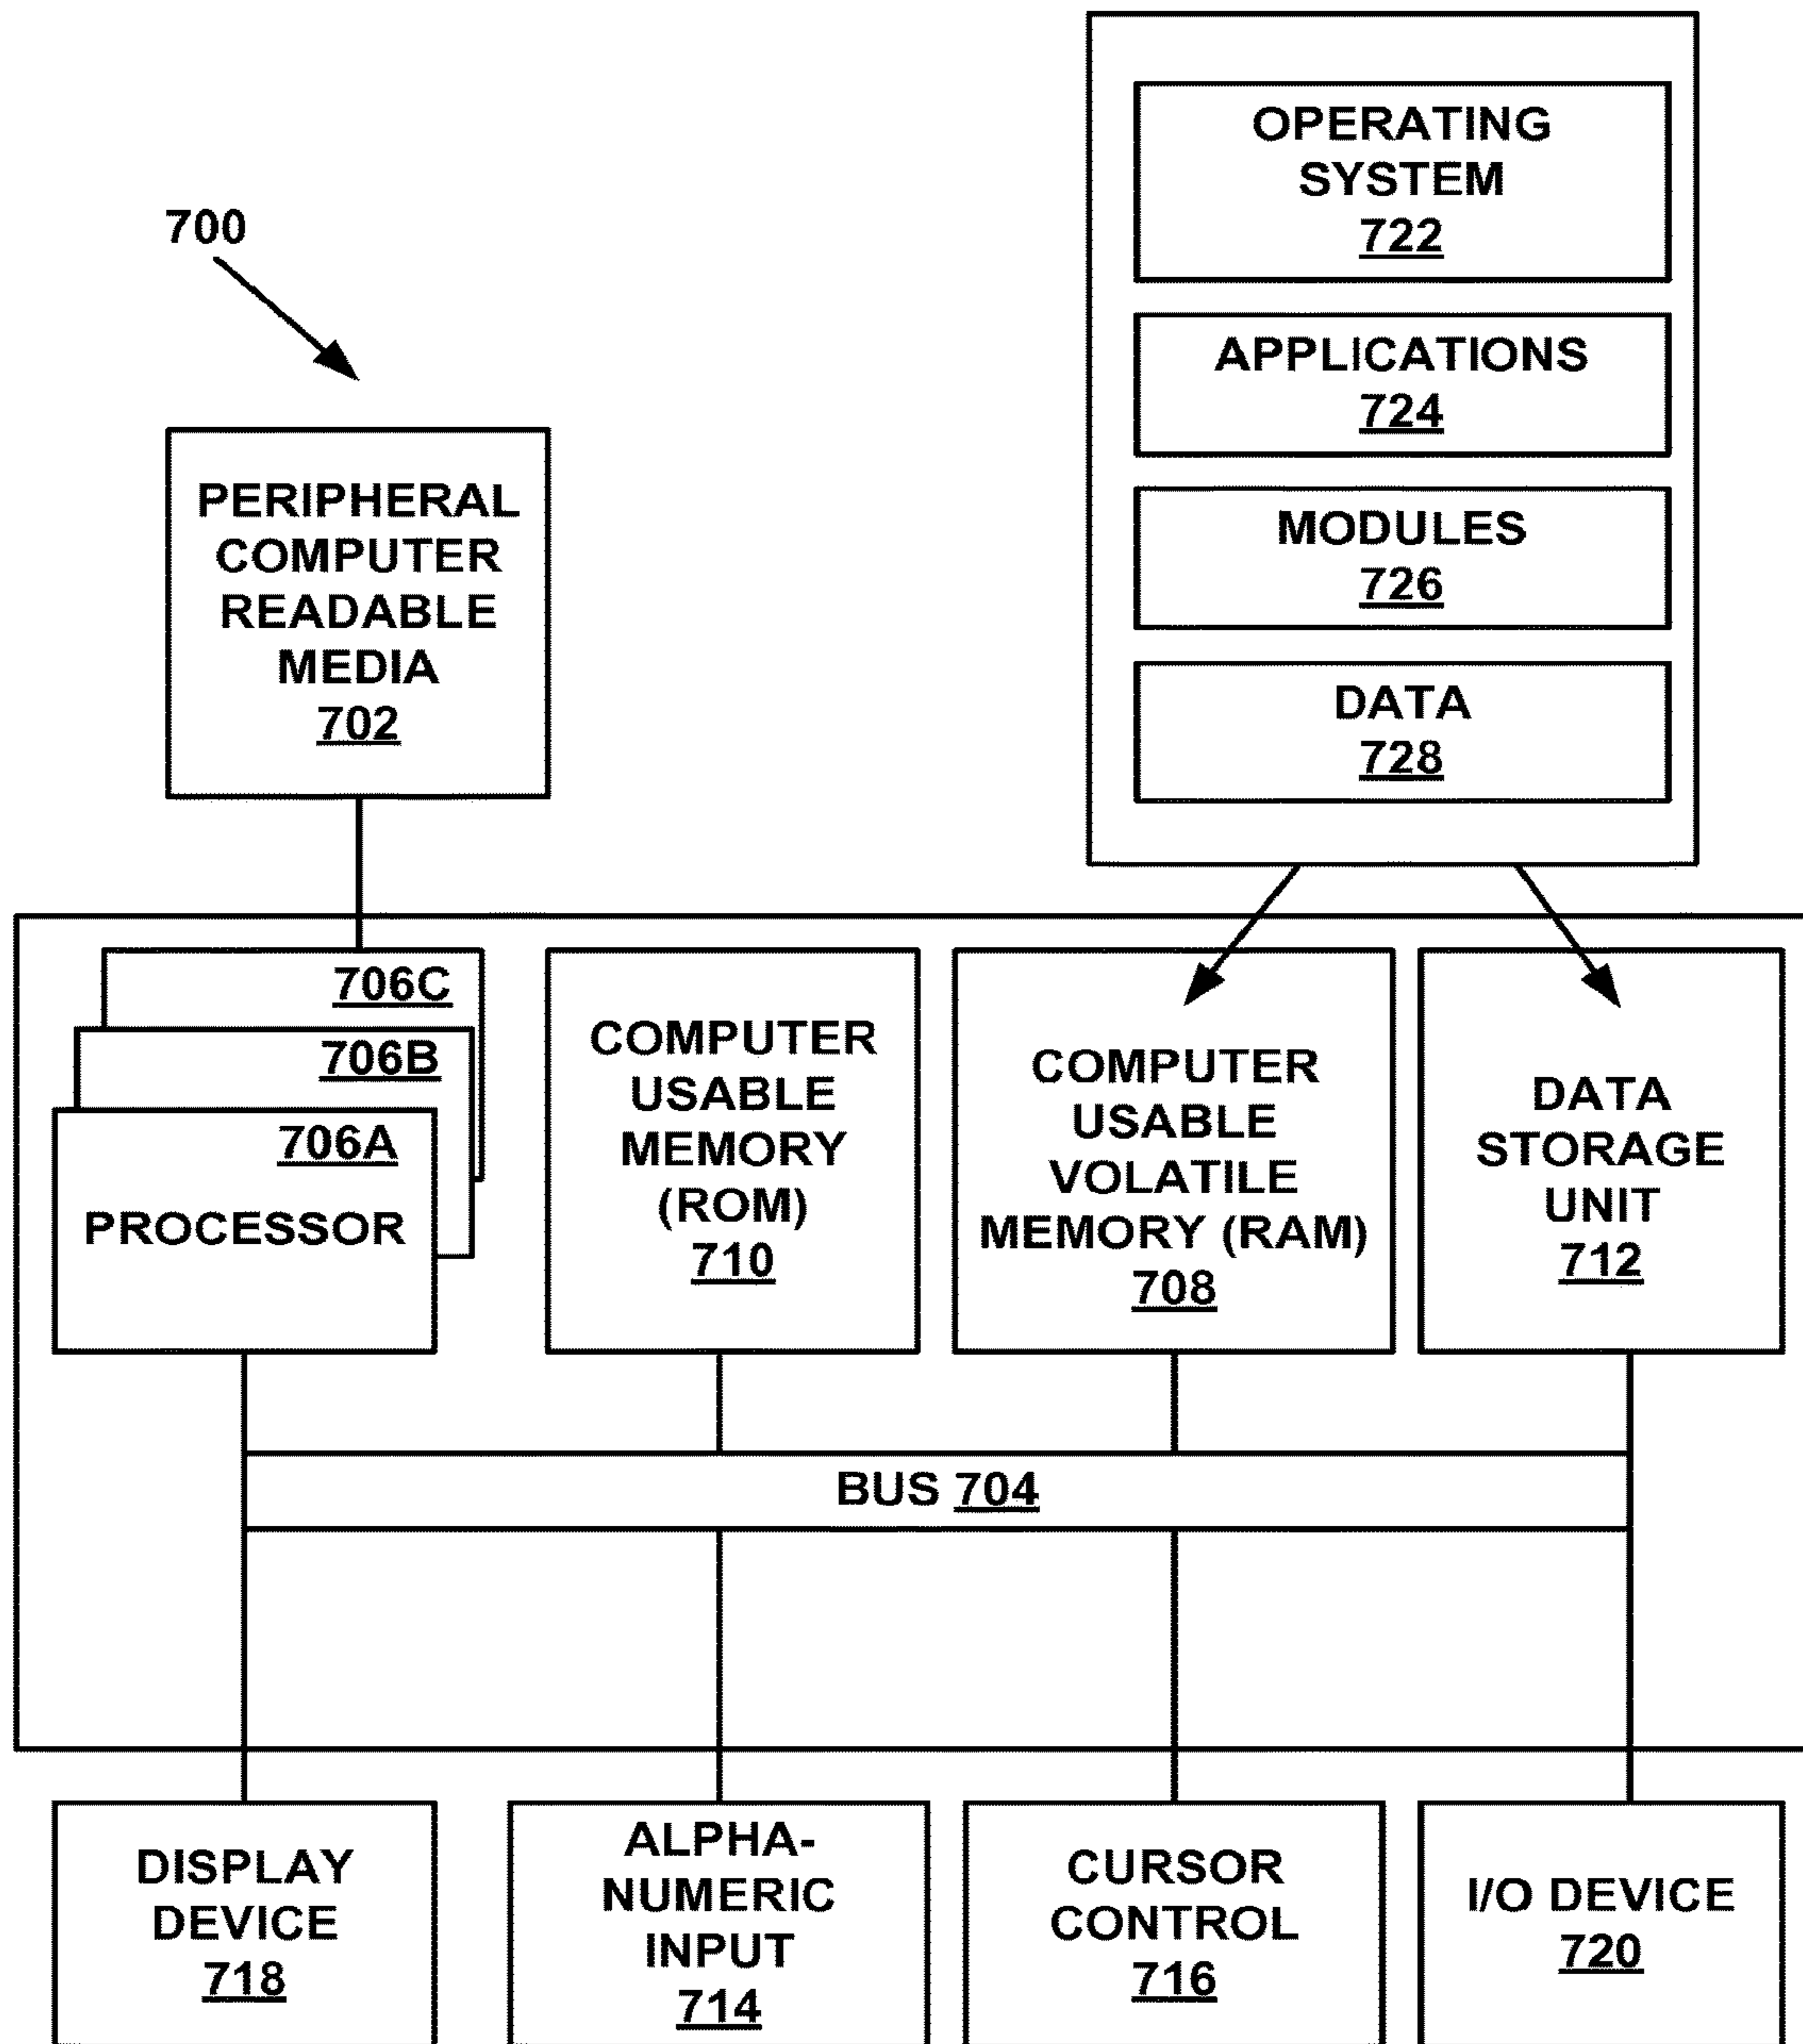 700
OPERATING
SYSTEM
722
APPLICATIONS
724
MODULES
726
DATA
728
PERIPHERAL
COMPUTER
READABLE
MEDIA
702
706C
706B
706A
PROCESSOR
COMPUTER
USABLE
MEMORY
(ROM)
710
COMPUTER
USABLE
VOLATILE
MEMORY (RAM)
708
DATA
STORAGE
UNIT
712
BUS 704
DISPLAY
DEVICE
718
ALPHA-
NUMERIC
INPUT
714
CURSOR
CONTROL
716
I/O DEVICE
720